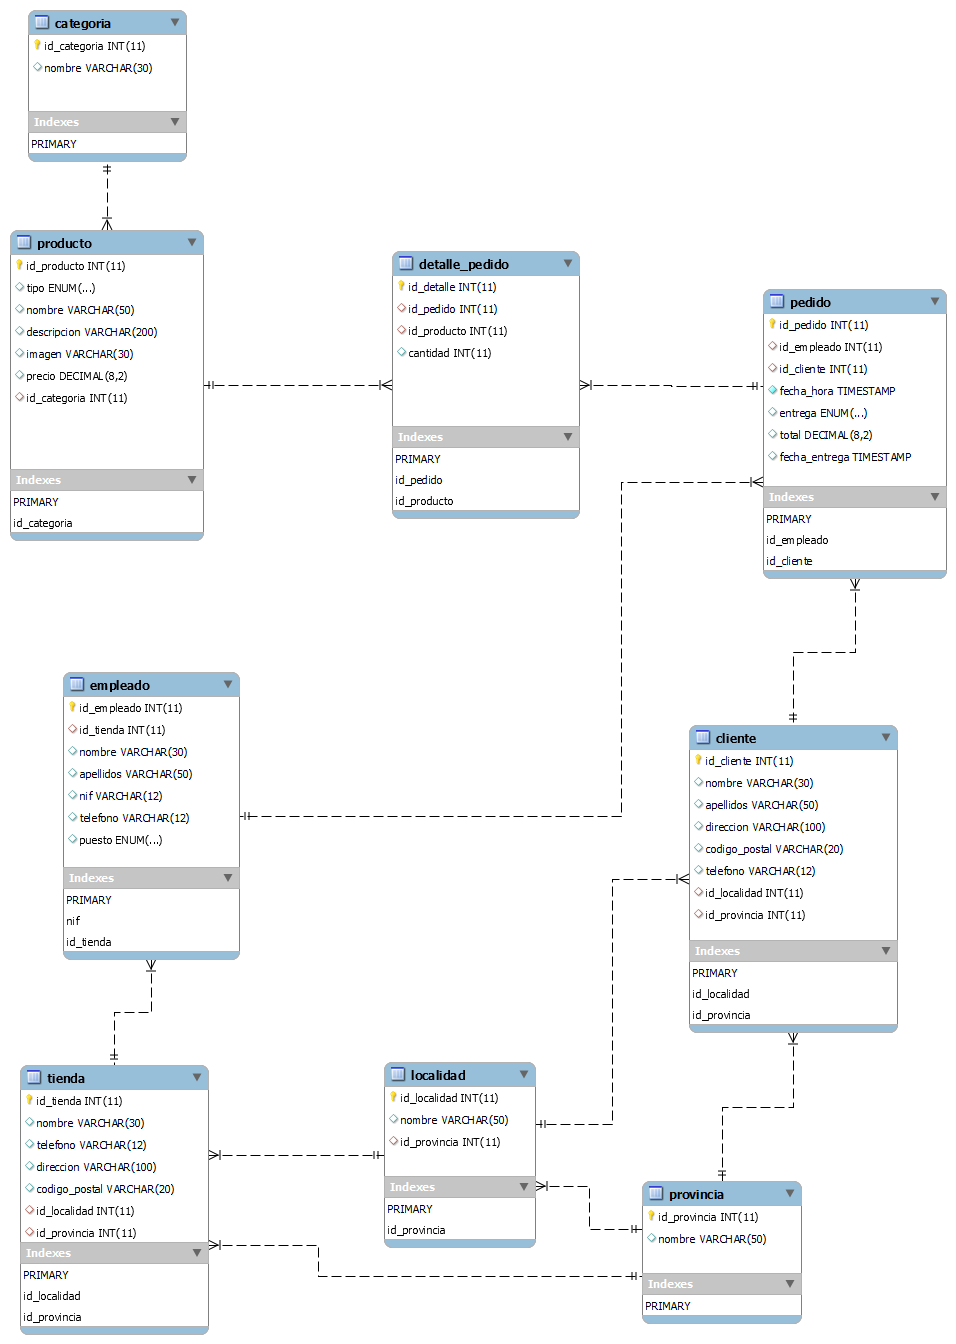 categoria
id_categoria INT(11)
nombre VARCHAR(30)
Indexes
PRIMARY
producto
id_producto INT(11)
tipo ENUM(...)
nombre VARCHAR(50)
descripcion VARCHAR(200)
imagen VARCHAR(30)
precio DECIMAL(8,2)
id_categoria INT(11)
Indexes
PRIMARY
id_categoria
detalle_pedido
id_detalle INT(11)
id_pedido INT(11)
id_producto INT(11)
cantidad INT(11)
Indexes
PRIMARY
id_pedido
id_producto
pedido
id_pedido INT(11)
id_empleado INT(11)
id_cliente INT(11)
fecha_hora TIMESTAMP
entrega ENUM(...)
total DECIMAL(8,2)
fecha_entrega TIMESTAMP
Indexes
PRIMARY
id_empleado
id_cliente
empleado
id_empleado INT(11)
id_tienda INT(11)
nombre VARCHAR(30)
apellidos VARCHAR(50)
nif VARCHAR(12)
telefono VARCHAR(12)
puesto ENUM(...)
Indexes
PRIMARY
nif
id_tienda
cliente
id_cliente INT(11)
nombre VARCHAR(30)
apellidos VARCHAR(50)
direccion VARCHAR(100)
codigo_postal VARCHAR(20)
telefono VARCHAR(12)
id_localidad INT(11)
id_provincia INT(11)
Indexes
PRIMARY
id_localidad
id_provincia
tienda
id_tienda INT(11)
nombre VARCHAR(30)
telefono VARCHAR(12)
direccion VARCHAR(100)
codigo_postal VARCHAR(20)
id_localidad INT(11)
id_provincia INT(11)
Indexes
PRIMARY
id_localidad
id_provincia
localidad
id_localidad INT(11)
nombre VARCHAR(50)
id_provincia INT(11)
Indexes
PRIMARY
id_provincia
provincia
id_provincia INT(11)
nombre VARCHAR(50)
Indexes
PRIMARY